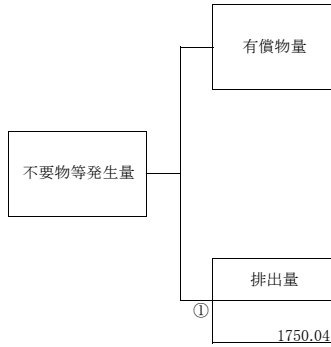 有償物量
不要物等発生量
排出量
①
1750.04